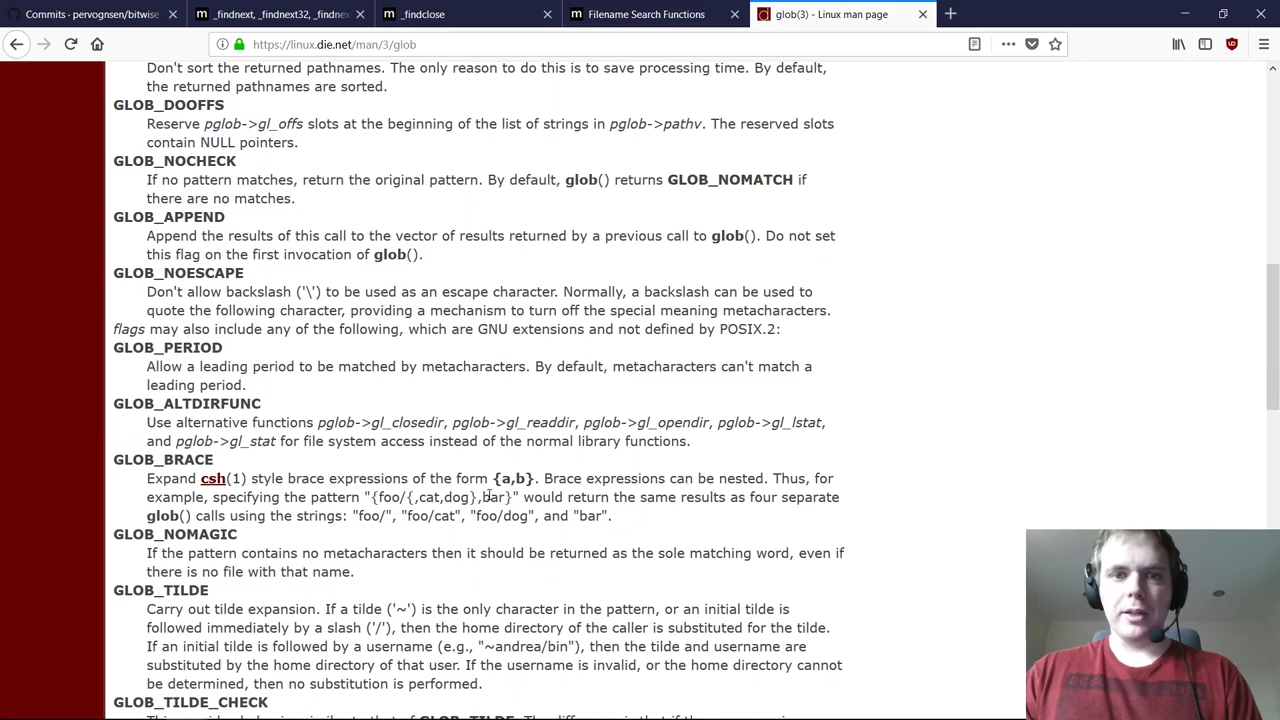 Commits · pervognsen/bitwise
_findnext, _findnext32, _findnex
_findclose
Filename Search Functions
glob(3) - Linux man page
https://linux.die.net/man/3/glob
Don't sort the returned pathnames. The only reason to do this is to save processing time. By default,
the returned pathnames are sorted.
GLOB_DOOFFS
Reserve pglob->gl_offs slots at the beginning of the list of strings in pglob->pathv. The reserved slots
contain NULL pointers.
GLOB_NOCHECK
If no pattern matches, return the original pattern. By default, glob() returns GLOB_NOMATCH if
there are no matches.
GLOB_APPEND
Append the results of this call to the vector of results returned by a previous call to glob(). Do not set
this flag on the first invocation of glob().
GLOB_NOESCAPE
Don't allow backslash ('\') to be used as an escape character. Normally, a backslash can be used to
quote the following character, providing a mechanism to turn off the special meaning metacharacters.
flags may also include any of the following, which are GNU extensions and not defined by POSIX.2:
GLOB_PERIOD
Allow a leading period to be matched by metacharacters. By default, metacharacters can't match a
leading period.
GLOB_ALTDIRFUNC
Use alternative functions pglob->gl_closedir, pglob->gl_readdir, pglob->gl_opendir, pglob->gl_lstat,
and pglob->gl_stat for file system access instead of the normal library functions.
GLOB_BRACE
Expand csh(1) style brace expressions of the form {a,b}. Brace expressions can be nested. Thus, for
example, specifying the pattern "{foo/{,cat,dog},bar}" would return the same results as four separate
glob() calls using the strings: "foo/", "foo/cat", "foo/dog", and "bar".
GLOB_NOMAGIC
If the pattern contains no metacharacters then it should be returned as the sole matching word, even if
there is no file with that name.
GLOB_TILDE
Carry out tilde expansion. If a tilde ('~') is the only character in the pattern, or an initial tilde is
followed immediately by a slash ('/'), then the home directory of the caller is substituted for the tilde.
If an initial tilde is followed by a username (e.g., "~andrea/bin"), then the tilde and username are
substituted by the home directory of that user. If the username is invalid, or the home directory cannot
be determined, then no substitution is performed.
GLOB_TILDE_CHECK